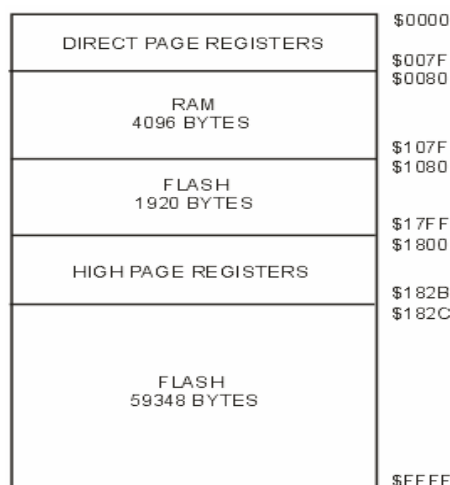 $0000
DIRECT PAGE REGISTERS
$007F
$0080
RAM
4096 BYTES
$107F
$1080
FLASH
1920 BYTES
$17FF
$1800
HIGH PAGE REGISTERS
$182B
$182C
FLASH
59348 BYTES
$FFFF